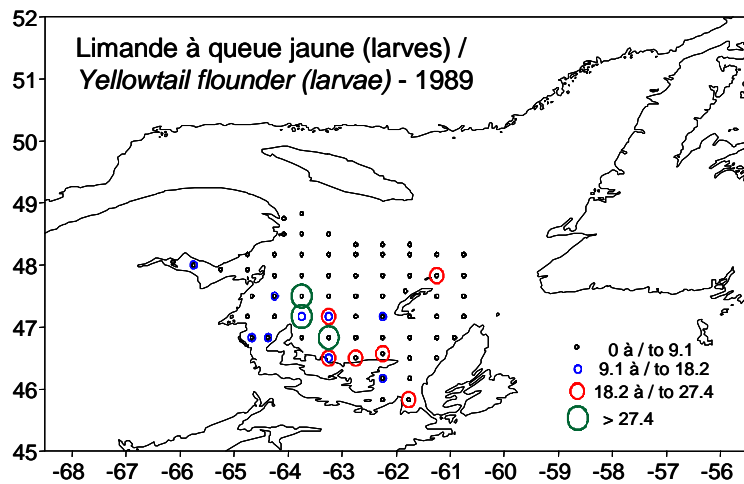 52
51
50
49
48
47
46
45
Limande à queue jaune (larves) /
Yellowtail flounder (larvae) - 1989
0 à / to 9.1
9.1 à / to 18.2
18.2 à / to 27.4
> 27.4
-68 -67 -66 -65 -64 -63 -62 -61 -60 -59 -58 -57 -56